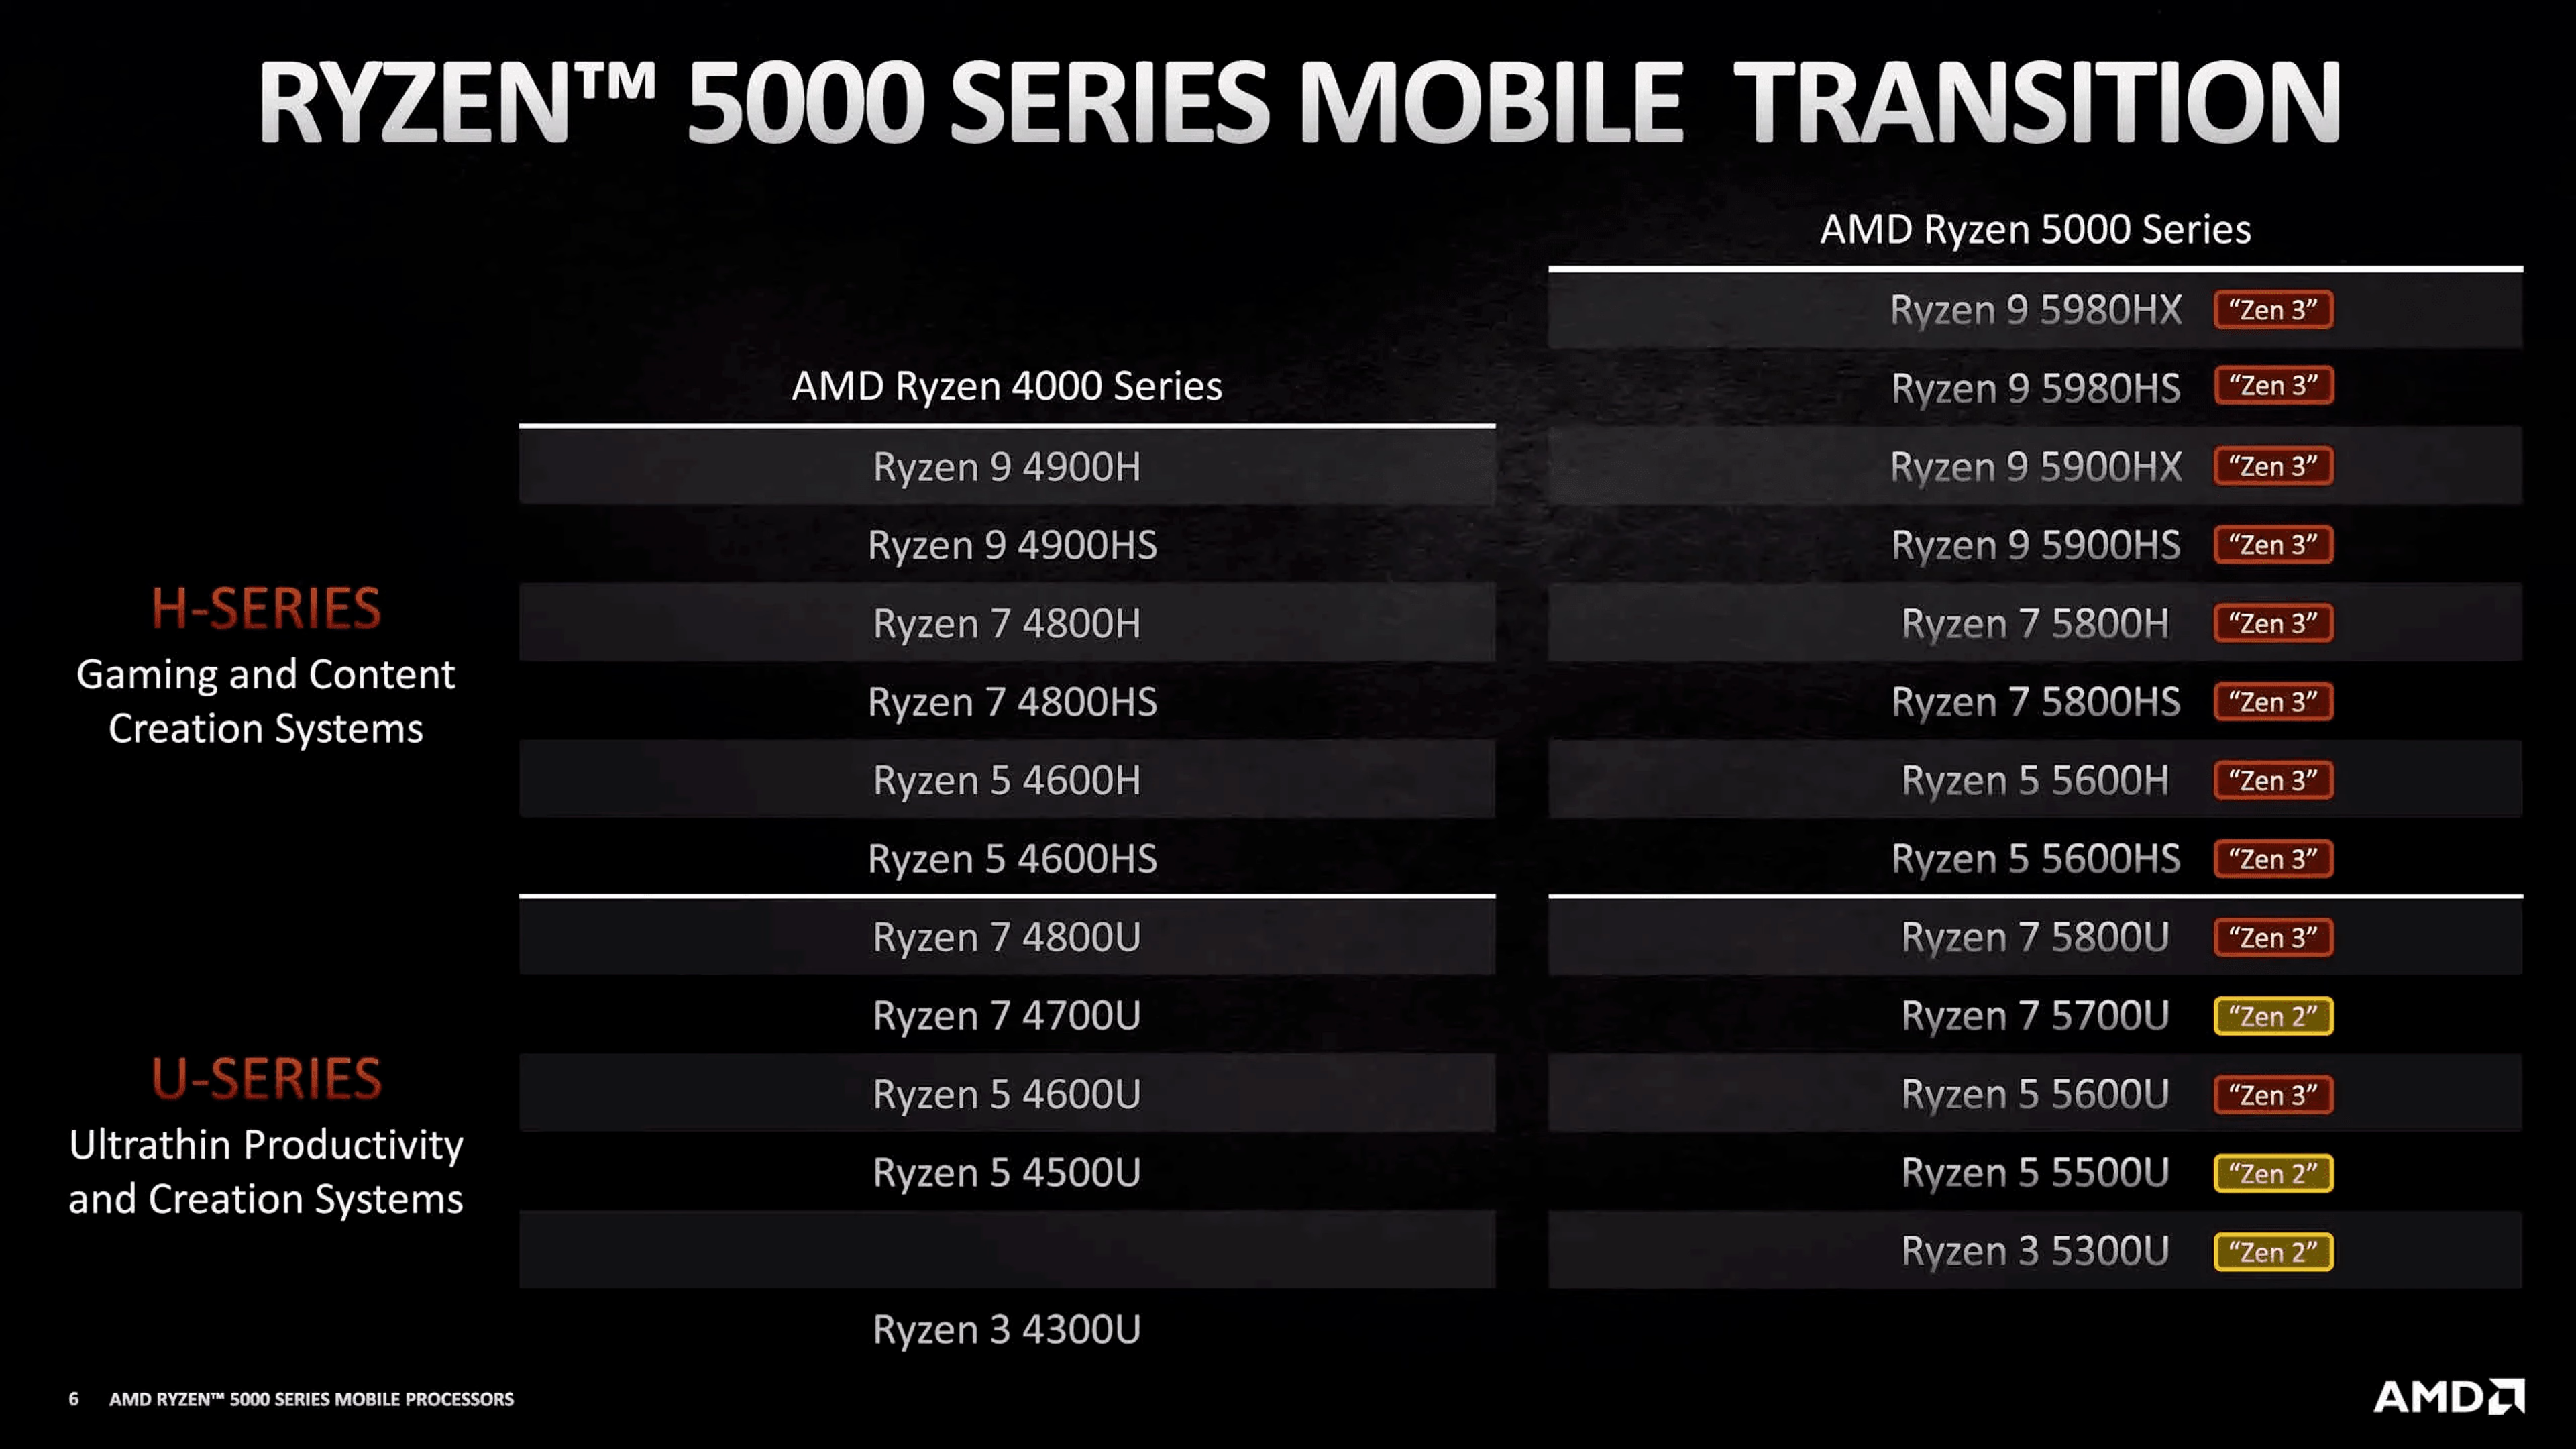 RYZEN™ 5000 SERIES MOBILE TRANSITION
AMD Ryzen 5000 Series
Ryzen 9 5980HX “Zen 3”
AMD Ryzen 4000 Series
Ryzen 9 5980HS “Zen 3”
Ryzen 9 4900H
Ryzen 9 5900HX “Zen 3”
Ryzen 9 4900HS
Ryzen 9 5900HS “Zen 3”
H-SERIES
Gaming and Content
Creation Systems
Ryzen 7 4800H
Ryzen 7 5800H “Zen 3”
Ryzen 7 4800HS
Ryzen 7 5800HS “Zen 3”
Ryzen 5 4600H
Ryzen 5 5600H “Zen 3”
Ryzen 5 4600HS
Ryzen 5 5600HS “Zen 3”
Ryzen 7 4800U
Ryzen 7 5800U “Zen 3”
Ryzen 7 4700U
Ryzen 7 5700U “Zen 2”
U-SERIES
Ultrathin Productivity
and Creation Systems
Ryzen 5 4600U
Ryzen 5 5600U “Zen 3”
Ryzen 5 4500U
Ryzen 5 5500U “Zen 2”
Ryzen 3 5300U “Zen 2”
Ryzen 3 4300U
6 AMD RYZEN™ 5000 SERIES MOBILE PROCESSORS
AMD